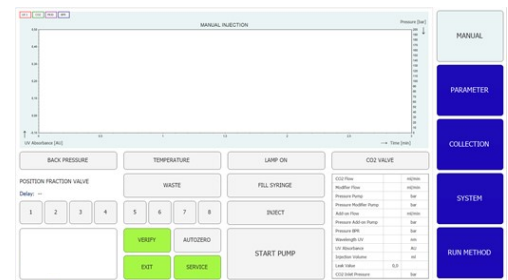 MANUAL INJECTION
Pressure [bar]
UV Absorbance [AU]
Time [min]
MANUAL
PARAMETER
COLLECTION
SYSTEM
RUN METHOD
BACK PRESSURE
TEMPERATURE
LAMP ON
CO2 VALVE
POSITION FRACTION VALVE
Delay: --
WASTE
FILL SYRINGE
1 2 3 4 5 6 7 8
INJECT
VERIFY
AUTOZERO
START PUMP
EXIT
SERVICE
CO2 Flow ml/min
Modifier Flow ml/min
Pressure Pump bar
Pressure Modifier Pump bar
Add-on Flow ml/min
Pressure Add-on Pump bar
Pressure BPR bar
Wavelength UV nm
UV Absorbance AU
Injection Volume ml
Leak Value 0,0
CO2 Inlet Pressure bar